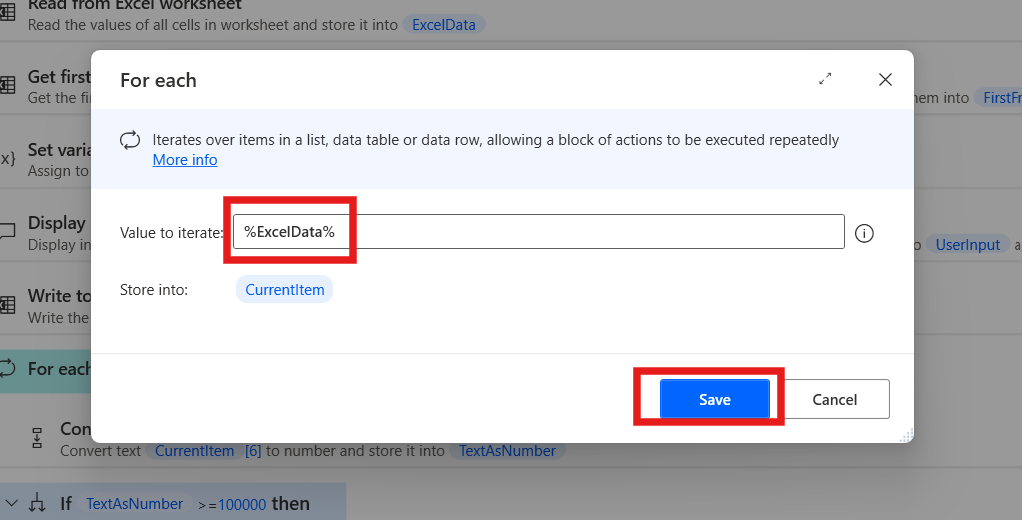 Read from Excel worksheet
Read the values of all cells in worksheet and store it into ExcelData
Get first
Get the fi
hem into FirstFr
Set varia
Assign to
Display
Display in
UserInput a
Write to
Write the
For each
Con
Convert text CurrentItem [6] to number and store it into TextAsNumber
If TextAsNumber >=100000 then
For each
Iterates over items in a list, data table or data row, allowing a block of actions to be executed repeatedly
More info
Value to iterate: %ExcelData%
Store into: CurrentItem
Save Cancel